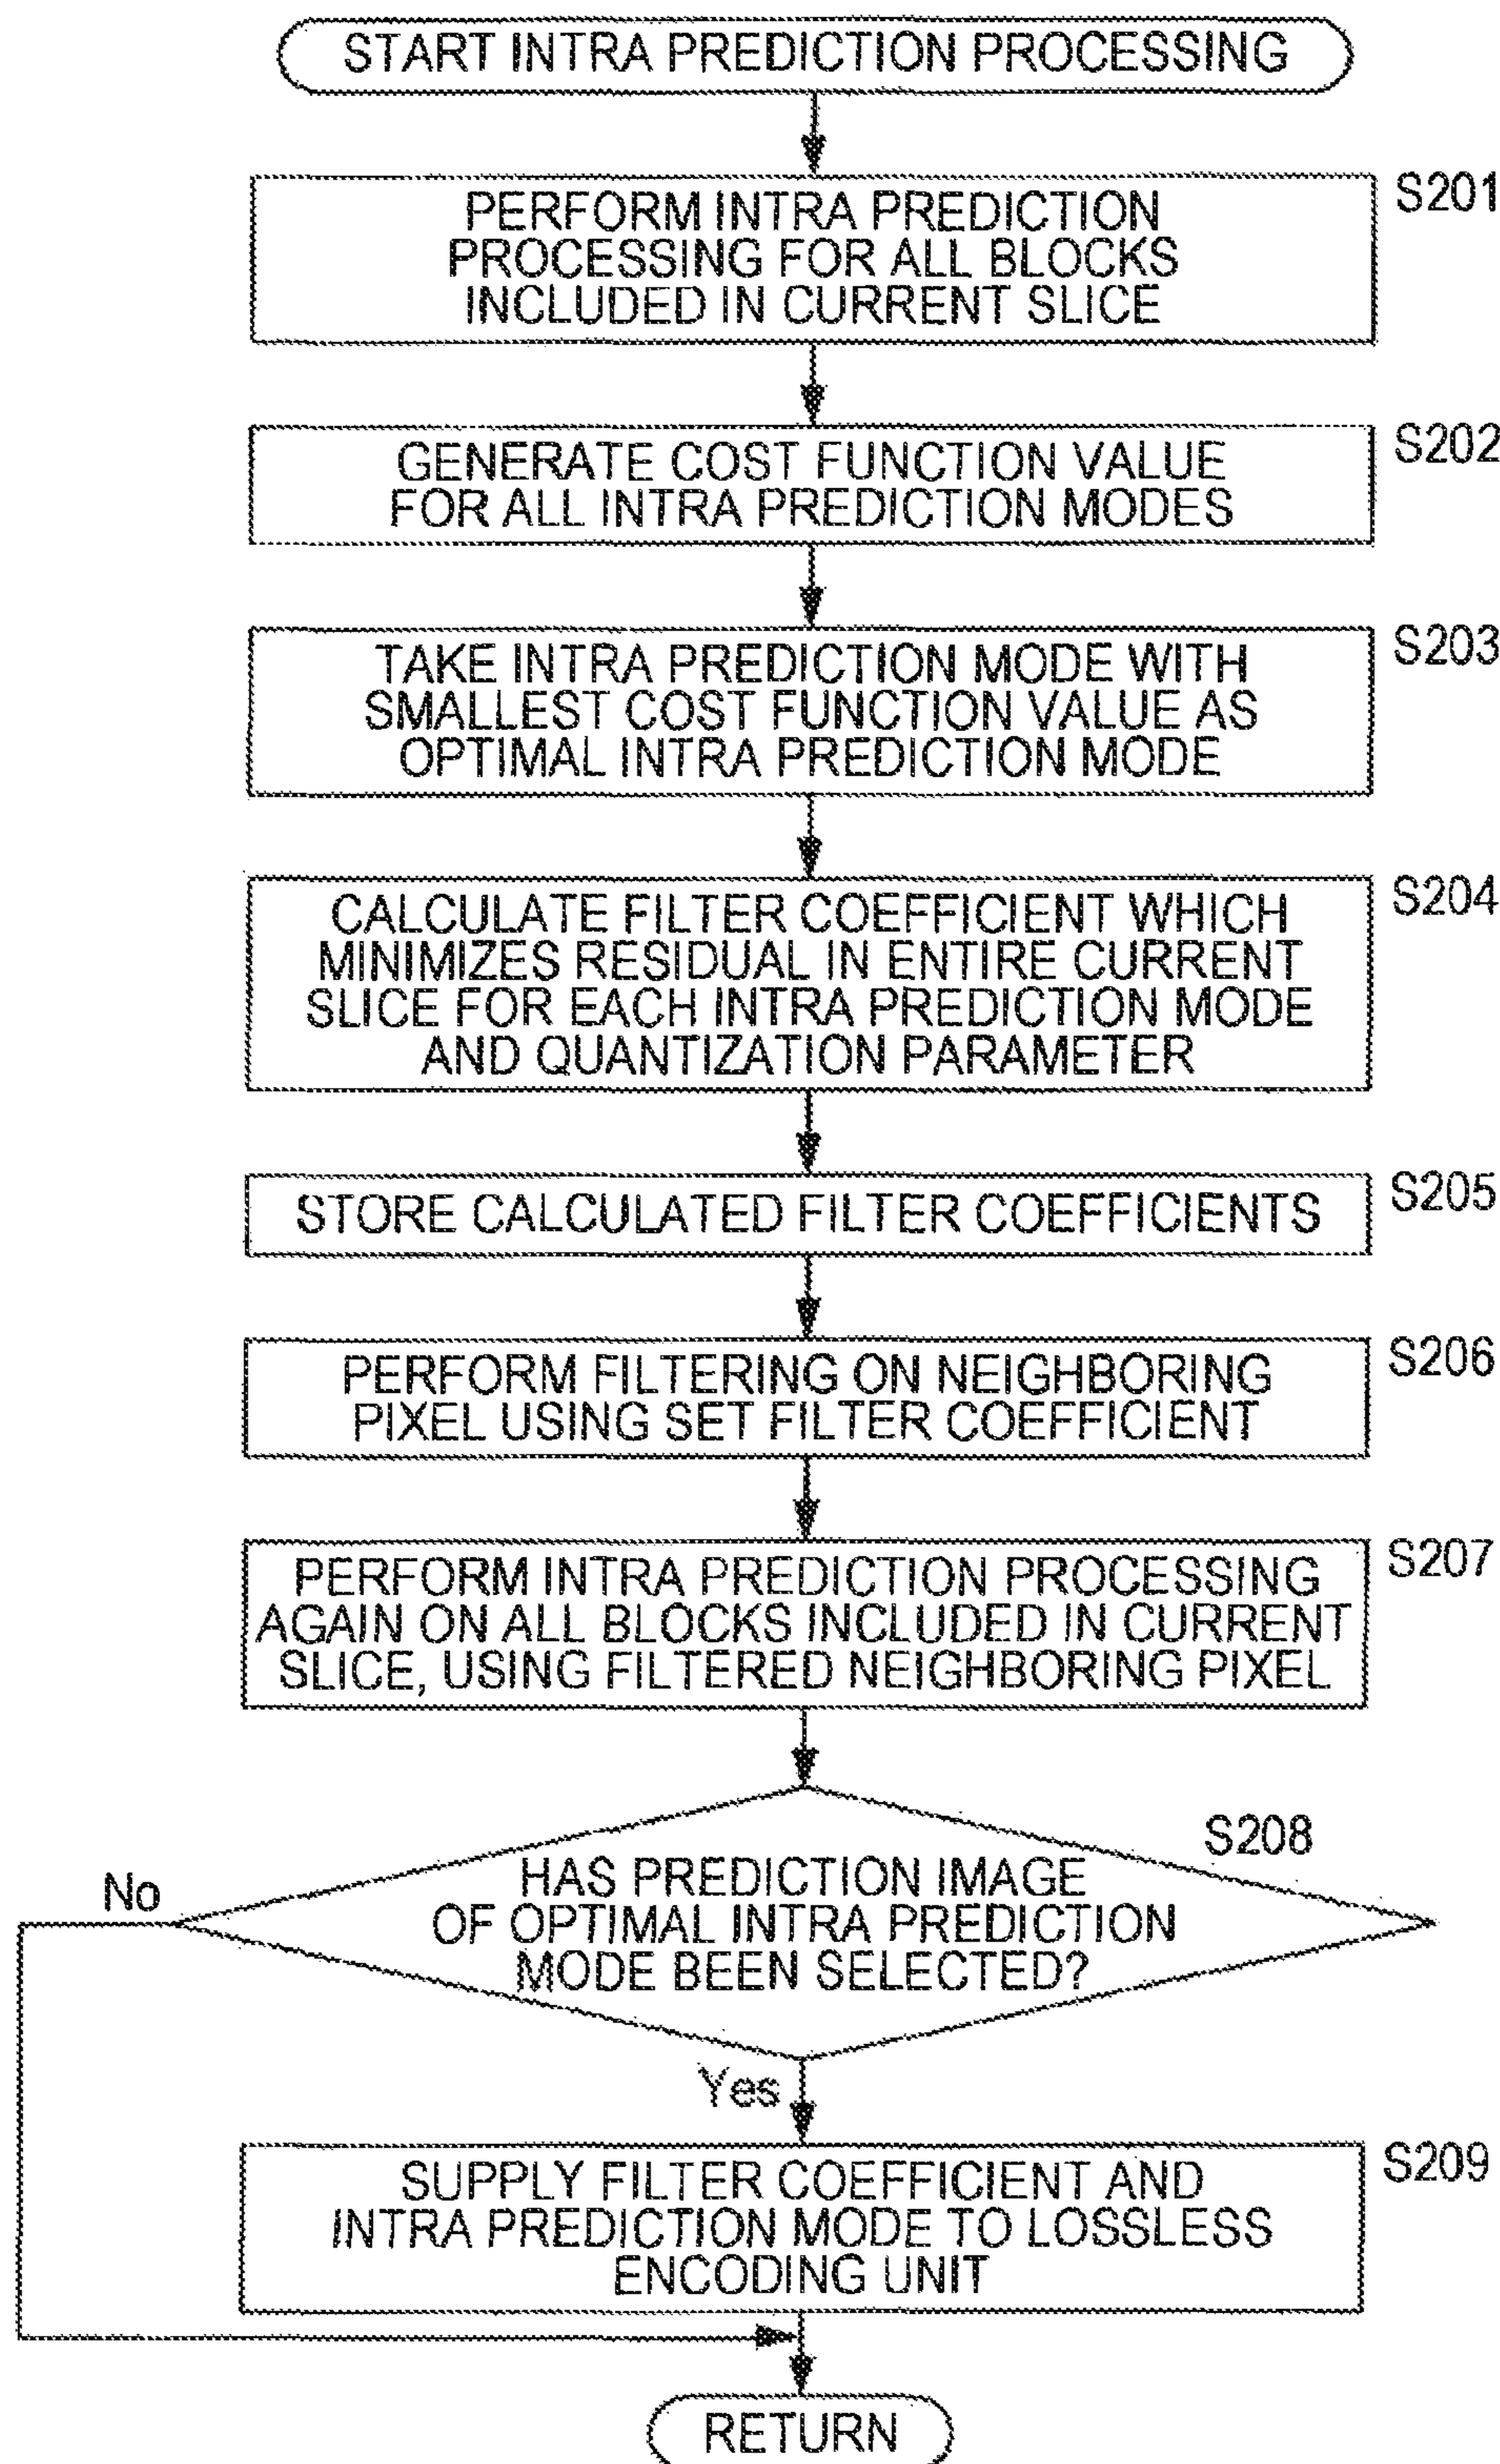 START INTRA PREDICTION PROCESSING
S201
PERFORM INTRA PREDICTION
PROCESSING FOR ALL BLOCKS
INCLUDED IN CURRENT SLICE
S202
GENERATE COST FUNCTION VALUE
FOR ALL INTRA PREDICTION MODES
S203
TAKE INTRA PREDICTION MODE WITH
SMALLEST COST FUNCTION VALUE AS
OPTIMAL INTRA PREDICTION MODE
S204
CALCULATE FILTER COEFFICIENT WHICH
MINIMIZES RESIDUAL IN ENTIRE CURRENT
SLICE FOR EACH INTRA PREDICTION MODE
AND QUANTIZATION PARAMETER
S205
STORE CALCULATED FILTER COEFFICIENTS
S206
PERFORM FILTERING ON NEIGHBORING
PIXEL USING SET FILTER COEFFICIENT
S207
PERFORM INTRA PREDICTION PROCESSING
AGAIN ON ALL BLOCKS INCLUDED IN CURRENT
SLICE, USING FILTERED NEIGHBORING PIXEL
S208
No
HAS PREDICTION IMAGE
OF OPTIMAL INTRA PREDICTION
MODE BEEN SELECTED?
Yes
S209
SUPPLY FILTER COEFFICIENT AND
INTRA PREDICTION MODE TO LOSSLESS
ENCODING UNIT
RETURN